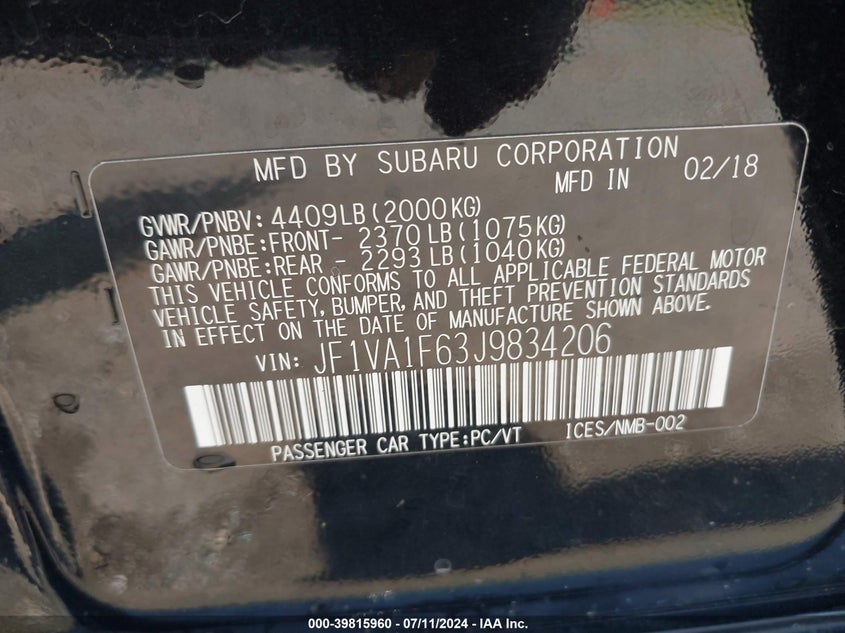 MFD BY SUBARU CORPORATION
MFD IN 02/18
GVWR/PNBV: 4409LB(2000KG)
GAWR/PNBE:FRONT- 2370LB(1075KG)
GAWR/PNBE:REAR - 2293LB(1040KG)
THIS VEHICLE CONFORMS TO ALL APPLICABLE FEDERAL MOTOR
VEHICLE SAFETY, BUMPER, AND THEFT PREVENTION STANDARDS
IN EFFECT ON THE DATE OF MANUFACTURE SHOWN ABOVE.
VIN: JF1VA1F63J9834206
PASSENGER CAR TYPE:PC/VT ICES/NMB-002
000-39815960 - 07/11/2024 - IAA Inc.